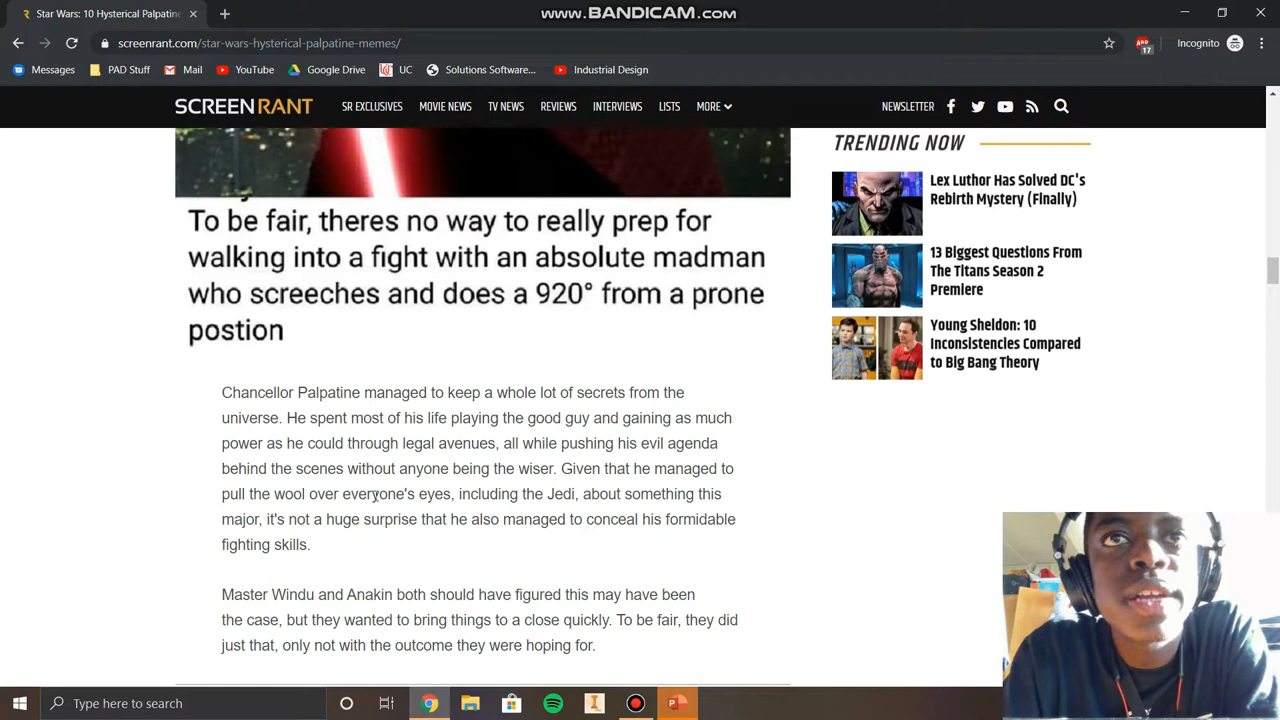 www.BANDICAM.com
Star Wars: 10 Hysterical Palpatine
screenrant.com/star-wars-hysterical-palpatine-memes/
17
Incognito
Messages
PAD Stuff
Mail
YouTube
Google Drive
UC
Solutions Software...
Industrial Design
SCREENRANT
SR EXCLUSIVES
MOVIE NEWS
TV NEWS
REVIEWS
INTERVIEWS
LISTS
MORE
NEWSLETTER
To be fair, theres no way to really prep for
walking into a fight with an absolute madman
who screeches and does a 920° from a prone
postion
Chancellor Palpatine managed to keep a whole lot of secrets from the
universe. He spent most of his life playing the good guy and gaining as much
power as he could through legal avenues, all while pushing his evil agenda
behind the scenes without anyone being the wiser. Given that he managed to
pull the wool over everyone's eyes, including the Jedi, about something this
major, it's not a huge surprise that he also managed to conceal his formidable
fighting skills.
Master Windu and Anakin both should have figured this may have been
the case, but they wanted to bring things to a close quickly. To be fair, they did
just that, only not with the outcome they were hoping for.
TRENDING NOW
Lex Luthor Has Solved DC's
Rebirth Mystery (Finally)
13 Biggest Questions From
The Titans Season 2
Premiere
Young Sheldon: 10
Inconsistencies Compared
to Big Bang Theory
Type here to search